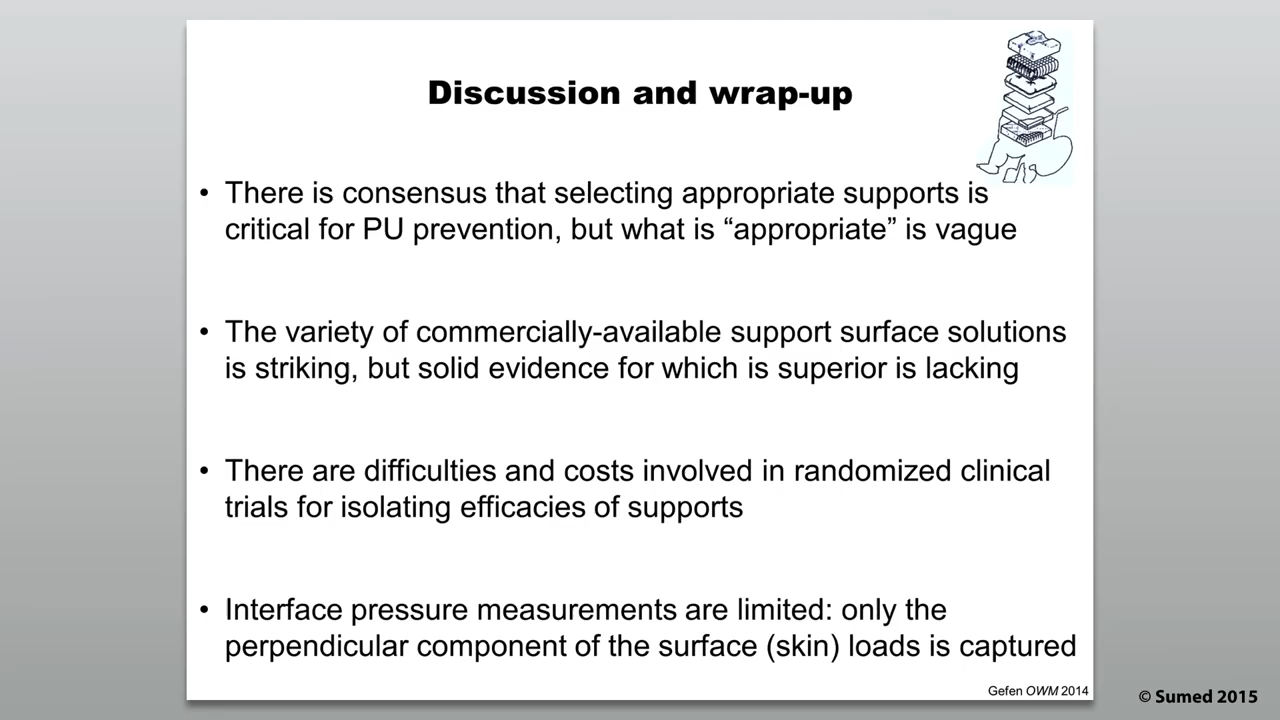 Discussion and wrap-up
• There is consensus that selecting appropriate supports is
critical for PU prevention, but what is “appropriate” is vague
• The variety of commercially-available support surface solutions
is striking, but solid evidence for which is superior is lacking
• There are difficulties and costs involved in randomized clinical
trials for isolating efficacies of supports
• Interface pressure measurements are limited: only the
perpendicular component of the surface (skin) loads is captured
Gefen OWM 2014
© Sumed 2015